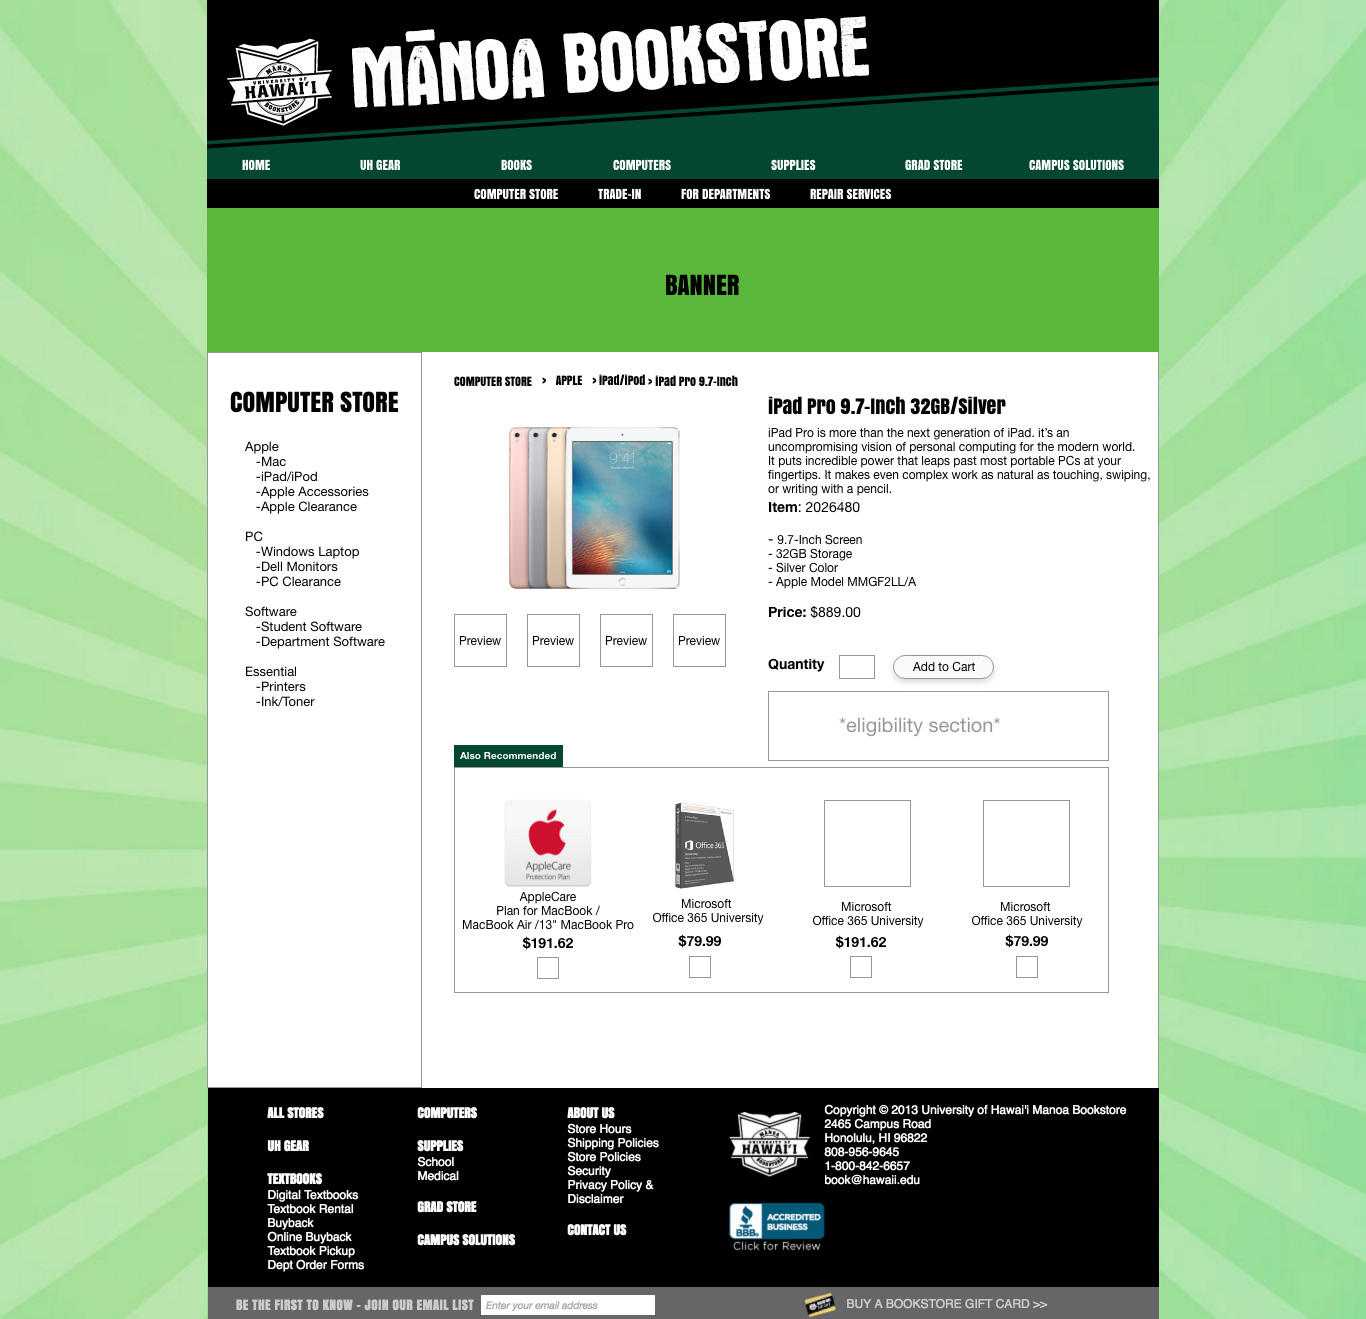 MĀNOA
UNIVERSITY OF
HAWAI'I
BOOKSTORE
MĀNOA BOOKSTORE
HOME UH GEAR BOOKS COMPUTERS SUPPLIES GRAD STORE CAMPUS SOLUTIONS
COMPUTER STORE TRADE-IN FOR DEPARTMENTS REPAIR SERVICES
BANNER
COMPUTER STORE
Apple
-Mac
-iPad/iPod
-Apple Accessories
-Apple Clearance
PC
-Windows Laptop
-Dell Monitors
-PC Clearance
Software
-Student Software
-Department Software
Essential
-Printers
-Ink/Toner
COMPUTER STORE > APPLE > iPad/iPod > iPad Pro 9.7-Inch
9:41
Preview Preview Preview Preview
iPad Pro 9.7-Inch 32GB/Silver
iPad Pro is more than the next generation of iPad. it's an
uncompromising vision of personal computing for the modern world.
It puts incredible power that leaps past most portable PCs at your
fingertips. It makes even complex work as natural as touching, swiping,
or writing with a pencil.
Item: 2026480
- 9.7-Inch Screen
- 32GB Storage
- Silver Color
- Apple Model MMGF2LL/A
Price: $889.00
Quantity Add to Cart
*eligibility section*
Also Recommended
AppleCare
Protection Plan
AppleCare
Plan for MacBook /
MacBook Air /13" MacBook Pro
$191.62
Office 365
Microsoft
Office 365 University
$79.99
Microsoft
Office 365 University
$191.62
Microsoft
Office 365 University
$79.99
ALL STORES
UH GEAR
TEXTBOOKS
Digital Textbooks
Textbook Rental
Buyback
Online Buyback
Textbook Pickup
Dept Order Forms
COMPUTERS
SUPPLIES
School
Medical
GRAD STORE
CAMPUS SOLUTIONS
ABOUT US
Store Hours
Shipping Policies
Store Policies
Security
Privacy Policy &
Disclaimer
CONTACT US
MĀNOA
UNIVERSITY OF
HAWAI'I
BOOKSTORE
Copyright © 2013 University of Hawai'i Manoa Bookstore
2465 Campus Road
Honolulu, HI 96822
808-956-9645
1-800-842-6657
book@hawaii.edu
BBB.
ACCREDITED
BUSINESS
Click for Review
BE THE FIRST TO KNOW - JOIN OUR EMAIL LIST Enter your email address
BUY A BOOKSTORE GIFT CARD >>